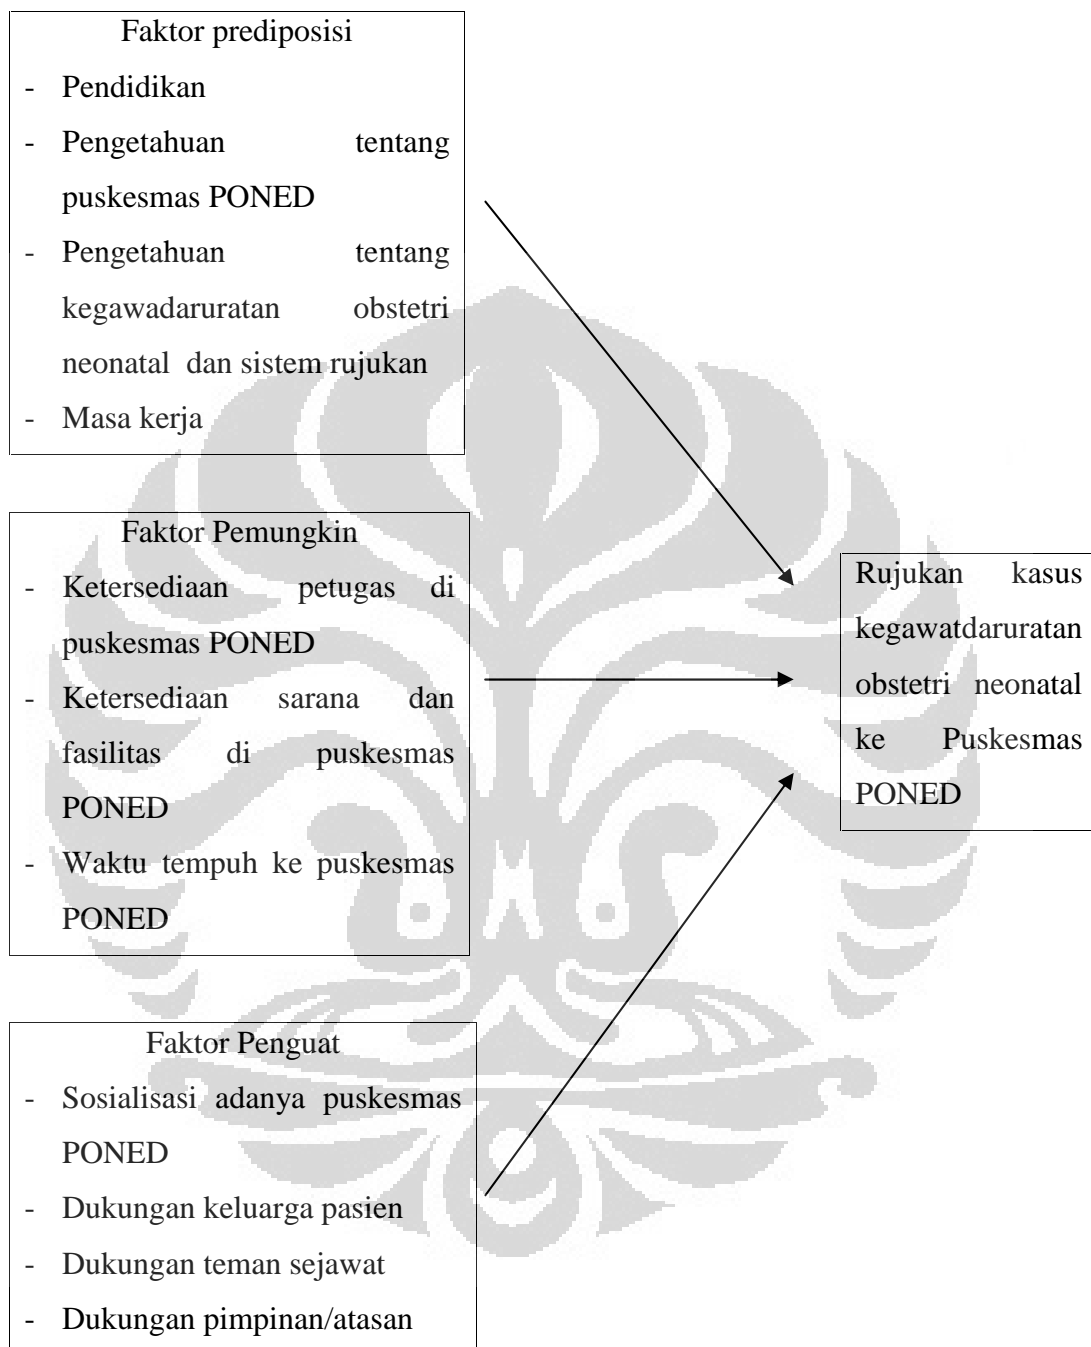 Faktor prediposisi
- Pendidikan
- Pengetahuan tentang
puskesmas PONED
- Pengetahuan tentang
kegawadaruratan obstetri
neonatal dan sistem rujukan
- Masa kerja
Faktor Pemungkin
- Ketersediaan petugas di
puskesmas PONED
- Ketersediaan sarana dan
fasilitas di puskesmas
PONED
- Waktu tempuh ke puskesmas
PONED
Faktor Penguat
- Sosialisasi adanya puskesmas
PONED
- Dukungan keluarga pasien
- Dukungan teman sejawat
- Dukungan pimpinan/atasan
Rujukan kasus
kegawatdaruratan
obstetri neonatal
ke Puskesmas
PONED